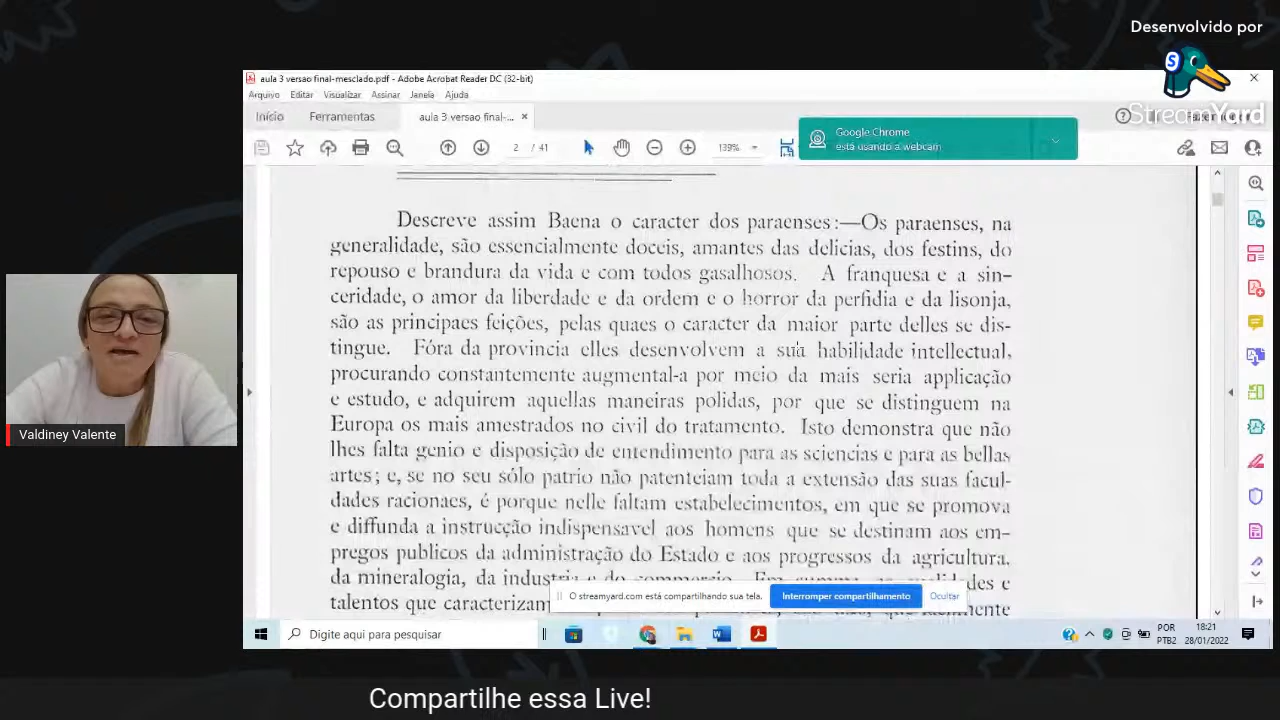 Desenvolvido por
StreamYard
aula 3 versao final-mesclado.pdf - Adobe Acrobat Reader DC (32-bit)
Arquivo Editar Visualizar Assinar Janela Ajuda
Início Ferramentas aula 3 versao final-...
2 / 41 139%
Google Chrome
está usando a webcam
Descreve assim Baena o caracter dos paraenses:—Os paraenses, na
generalidade, são essencialmente doceis, amantes das delicias, dos festins, do
repouso e brandura da vida e com todos gasalhosos. A franquesa e a sin-
ceridade, o amor da liberdade e da ordem e o horror da perfidia e da lisonja,
são as principaes feições, pelas quaes o caracter da maior parte delles se dis-
tingue. Fóra da provincia elles desenvolvem a sua habilidade intellectual,
procurando constantemente augmental-a por meio da mais seria applicação
e estudo, e adquirem aquellas maneiras polidas, por que se distinguem na
Europa os mais amestrados no civil do tratamento. Isto demonstra que não
lhes falta genio e disposição de entendimento para as sciencias e para as bellas
artes; e, se no seu sólo patrio não patenteiam toda a extensão das suas facul-
dades racionaes, é porque nelle faltam estabelecimentos, em que se promova
e diffunda a instrucção indispensavel aos homens que se destinam aos em-
pregos publicos da administração do Estado e aos progressos da agricultura,
da mineralogia, da industria e do commercio. Em summa, as qualidades e
talentos que caracterizam
O streamyard.com está compartilhando sua tela. Interromper compartilhamento Ocultar
Valdiney Valente
Digite aqui para pesquisar
POR
PTB2
18:21
28/01/2022
Compartilhe essa Live!